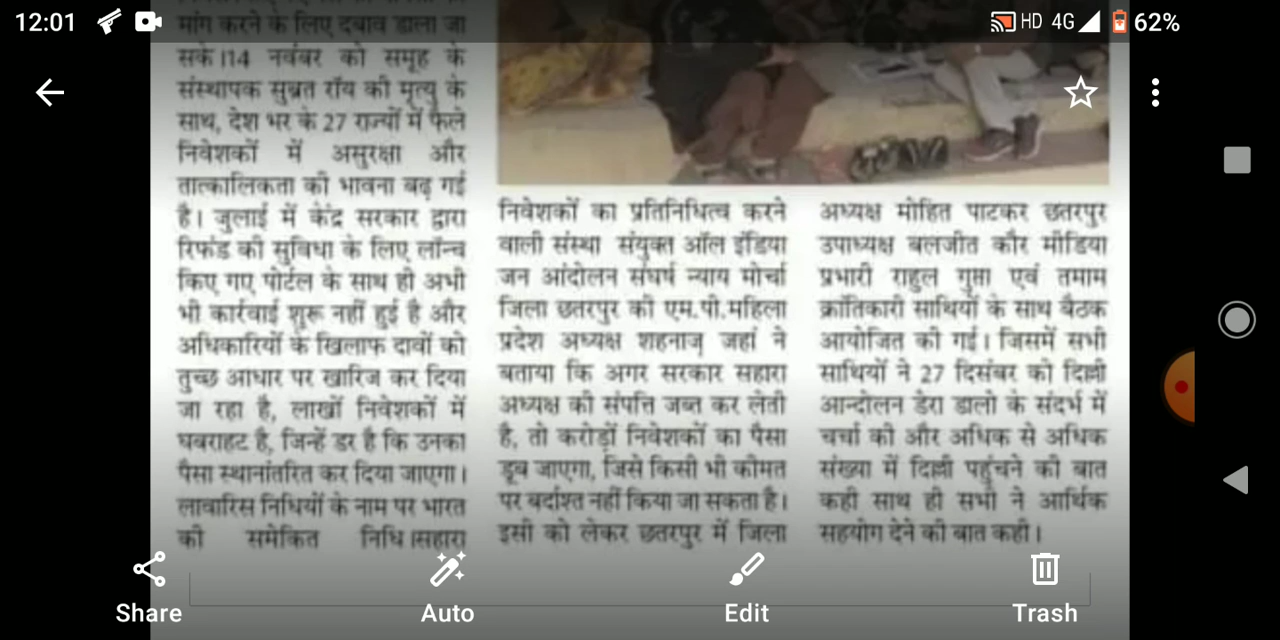 12:01
HD 4G 62%
मांग करने के लिए दबाव डाला जा
सके।14 नवंबर को समूह के
संस्थापक सुब्रत रॉय की मृत्यु के
साथ, देश भर के 27 राज्यों में फैले
निवेशकों में असुरक्षा और
तात्कालिकता की भावना बढ़ गई
है। जुलाई में केंद्र सरकार द्वारा
रिफंड की सुविधा के लिए लॉन्च
किए गए पोर्टल के साथ ही अभी
भी कार्रवाई शुरू नहीं हुई है और
अधिकारियों के खिलाफ दावों को
तुच्छ आधार पर खारिज कर दिया
जा रहा है, लाखों निवेशकों में
घबराहट है, जिन्हें डर है कि उनका
पैसा स्थानांतरित कर दिया जाएगा।
लावारिस निधियों के नाम पर भारत
की समेकित निधि।सहारा
निवेशकों का प्रतिनिधित्व करने
वाली संस्था संयुक्त ऑल इंडिया
जन आंदोलन संघर्ष न्याय मोर्चा
जिला छतरपुर की एम.पी.महिला
प्रदेश अध्यक्ष शहनाज़ जहां ने
बताया कि अगर सरकार सहारा
अध्यक्ष की संपत्ति जब्त कर लेती
है, तो करोड़ों निवेशकों का पैसा
डूब जाएगा, जिसे किसी भी कीमत
पर बर्दाश्त नहीं किया जा सकता है।
इसी को लेकर छतरपुर में जिला
अध्यक्ष मोहित पाटकर छतरपुर
उपाध्यक्ष बलजीत कौर मीडिया
प्रभारी राहुल गुप्ता एवं तमाम
क्रांतिकारी साथियों के साथ बैठक
आयोजित की गई। जिसमें सभी
साथियों ने 27 दिसंबर को दिल्ली
आन्दोलन डेरा डालो के संदर्भ में
चर्चा की और अधिक से अधिक
संख्या में दिल्ली पहुंचने की बात
कही साथ ही सभी ने आर्थिक
सहयोग देने की बात कही।
Share Auto Edit Trash